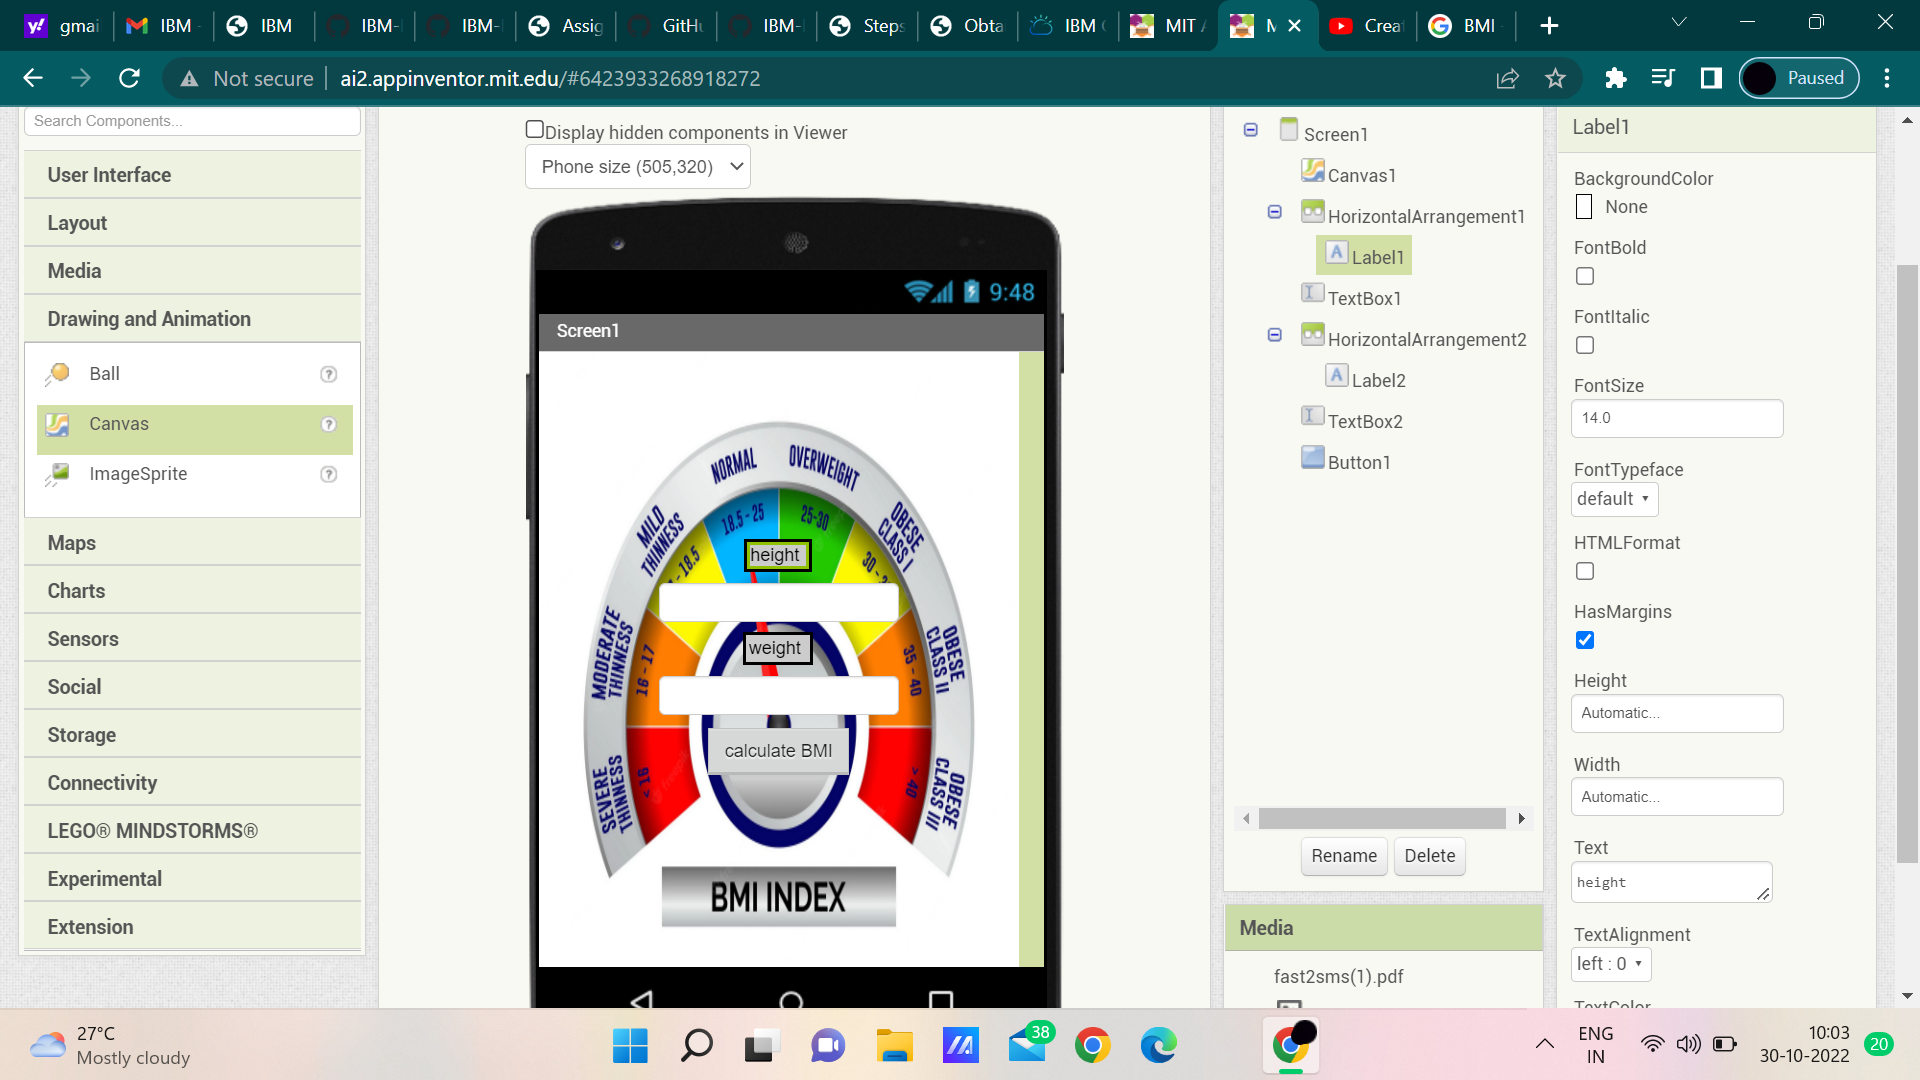 gmai
IBM
IBM
IBM-
IBM-
Assig
GitHu
IBM-
Steps
Obta
IBM
MIT
Crea
BMI
Not secure
ai2.appinventor.mit.edu/#6423933268918272
Paused
Search Components...
User Interface
Layout
Media
Drawing and Animation
Ball
Canvas
ImageSprite
Maps
Charts
Sensors
Social
Storage
Connectivity
LEGO® MINDSTORMS®
Experimental
Extension
Display hidden components in Viewer
Phone size (505,320)
9:48
Screen1
NORMAL
OVERWEIGHT
MILD THINNESS
OBESE CLASS I
18.5 - 25
25-30
- 18.5
height
MODERATE THINNESS
OBESE CLASS II
16 - 17
35 - 40
weight
calculate BMI
SEVERE THINNESS
OBESE CLASS III
< 16
> 40
BMI INDEX
Screen1
Canvas1
HorizontalArrangement1
Label1
TextBox1
HorizontalArrangement2
Label2
TextBox2
Button1
Rename
Delete
Media
fast2sms(1).pdf
Label1
BackgroundColor
None
FontBold
FontItalic
FontSize
14.0
FontTypeface
default
HTMLFormat
HasMargins
Height
Automatic...
Width
Automatic...
Text
height
TextAlignment
left : 0
TextColor
27°C
Mostly cloudy
38
ENG
IN
10:03
30-10-2022
20